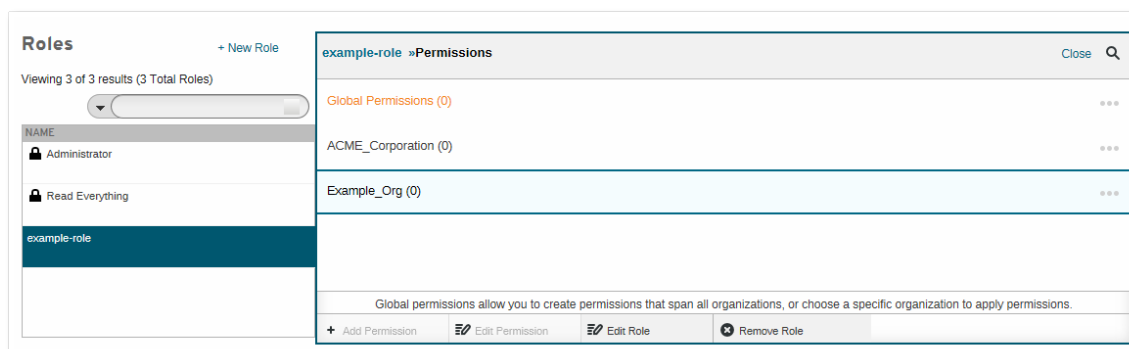 Roles
+ New Role
Viewing 3 of 3 results (3 Total Roles)
NAME
Administrator
Read Everything
example-role
example-role »Permissions
Close
Global Permissions (0)
ACME_Corporation (0)
Example_Org (0)
Global permissions allow you to create permissions that span all organizations, or choose a specific organization to apply permissions.
+ Add Permission Edit Permission Edit Role Remove Role